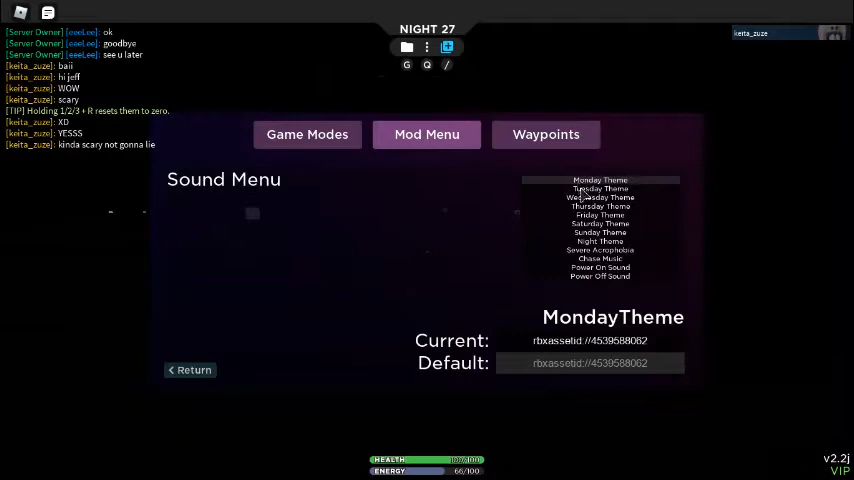 NIGHT 27
G Q /
[Server Owner] [eeeLee]: ok
[Server Owner] [eeeLee]: goodbye
[Server Owner] [eeeLee]: see u later
[keita_zuze]: baii
[keita_zuze]: hi jeff
[keita_zuze]: WOW
[keita_zuze]: scary
[TIP] Holding 1/2/3 + R resets them to zero.
[keita_zuze]: XD
[keita_zuze]: YESSS
[keita_zuze]: kinda scary not gonna lie
keita_zuze
Game Modes
Mod Menu
Waypoints
Sound Menu
Monday Theme
Tuesday Theme
Wednesday Theme
Thursday Theme
Friday Theme
Saturday Theme
Sunday Theme
Night Theme
Severe Acrophobia
Chase Music
Power On Sound
Power Off Sound
MondayTheme
Current: rbxassetid://4539588062
Default: rbxassetid://4539588062
< Return
HEALTH 100/100
ENERGY 66/100
v2.2j
VIP